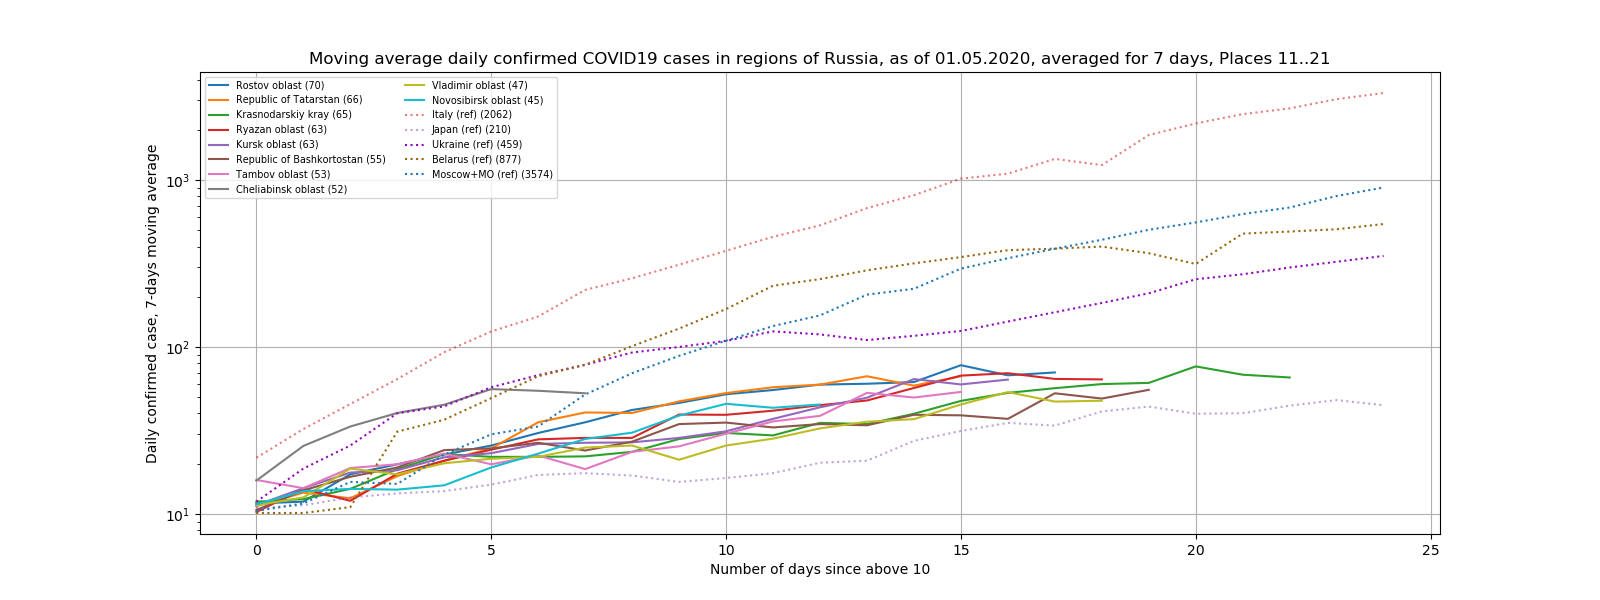 Moving average daily confirmed COVID19 cases in regions of Russia, as of 01.05.2020, averaged for 7 days, Places 11..21
Rostov oblast (70)
Republic of Tatarstan (66)
Krasnodarskiy kray (65)
Ryazan oblast (63)
Kursk oblast (63)
Republic of Bashkortostan (55)
Tambov oblast (53)
Cheliabinsk oblast (52)
Vladimir oblast (47)
Novosibirsk oblast (45)
Italy (ref) (2062)
Japan (ref) (210)
Ukraine (ref) (459)
Belarus (ref) (877)
Moscow+MO (ref) (3574)
Daily confirmed case, 7-days moving average
10³
10²
10¹
0 5 10 15 20 25
Number of days since above 10